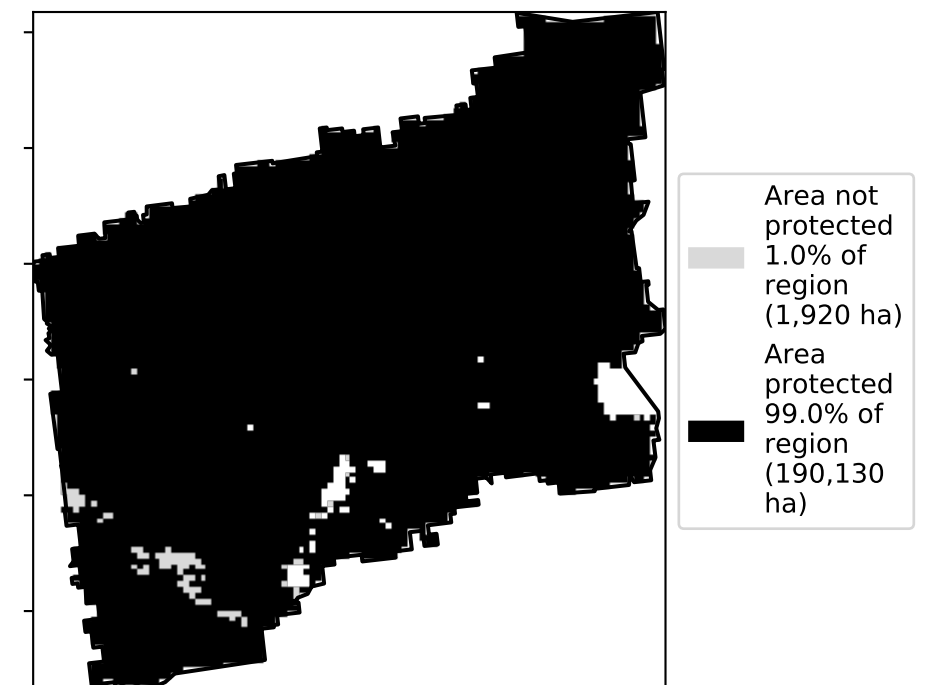 Area not
protected
1.0% of
region
(1,920 ha)
Area
protected
99.0% of
region
(190,130
ha)